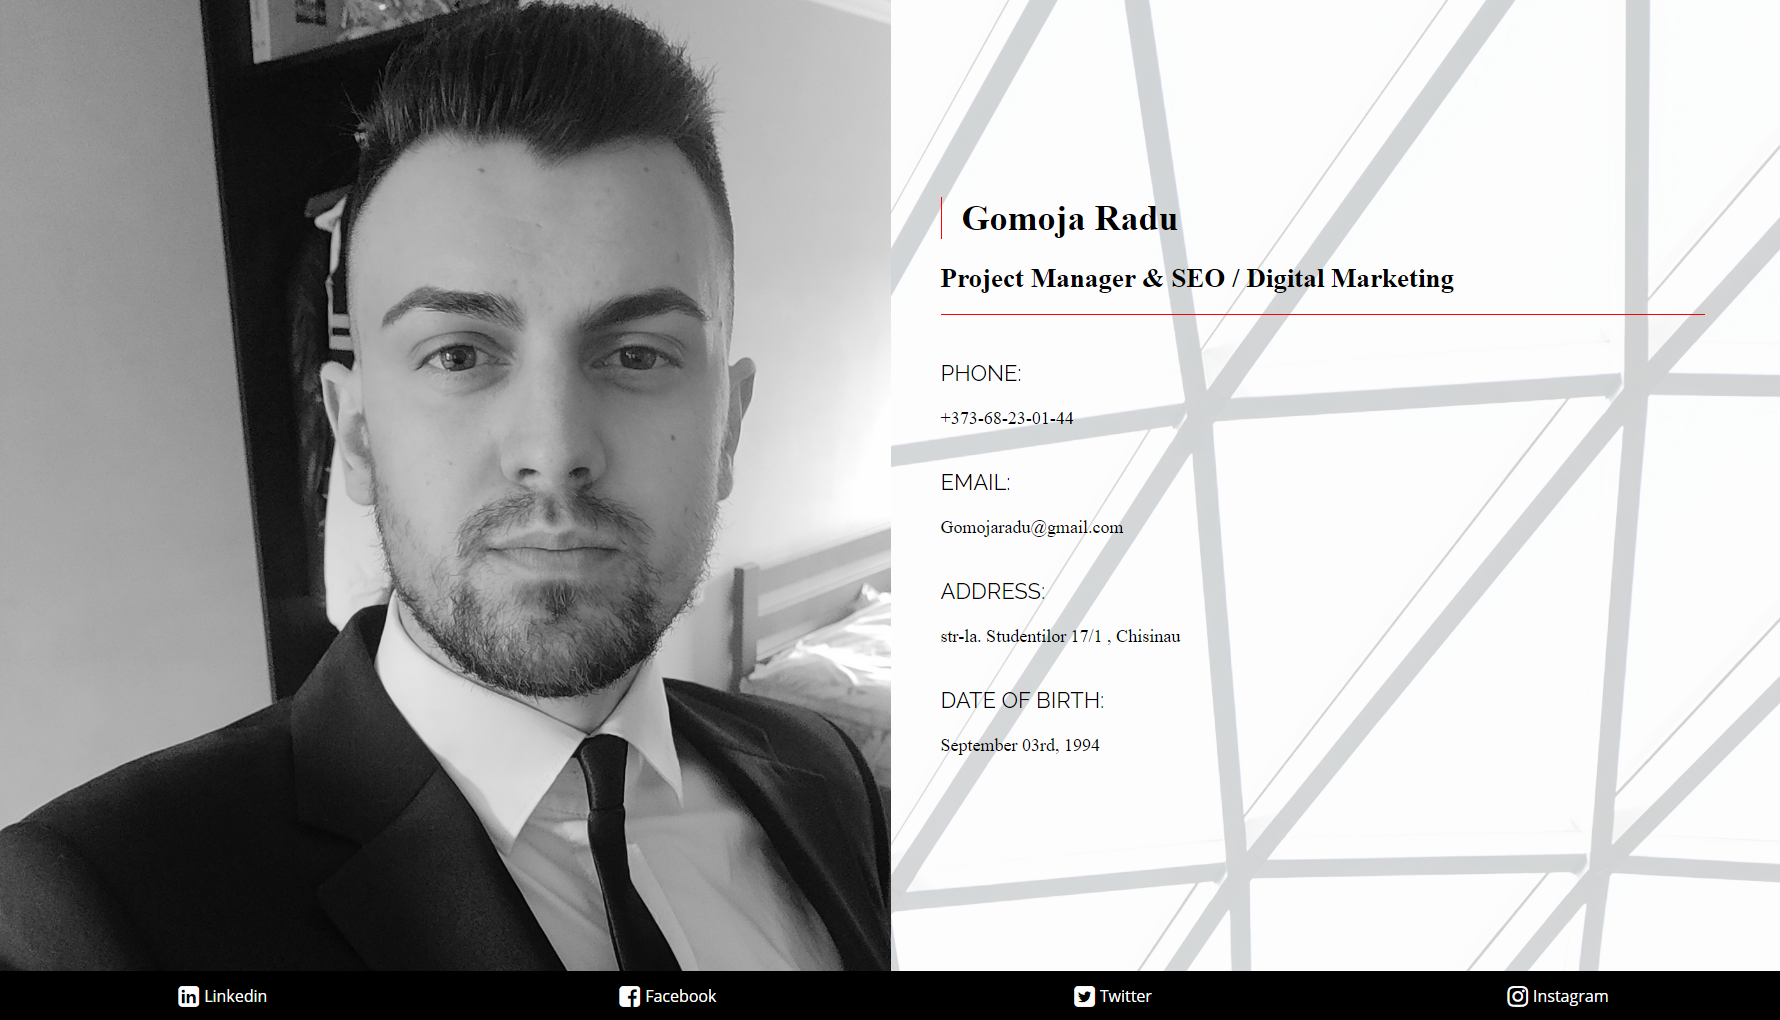 Gomoja Radu
Project Manager & SEO / Digital Marketing
PHONE:
+373-68-23-01-44
EMAIL:
Gomojaradu@gmail.com
ADDRESS:
str-la. Studentilor 17/1 , Chisinau
DATE OF BIRTH:
September 03rd, 1994
Linkedin
Facebook
Twitter
Instagram